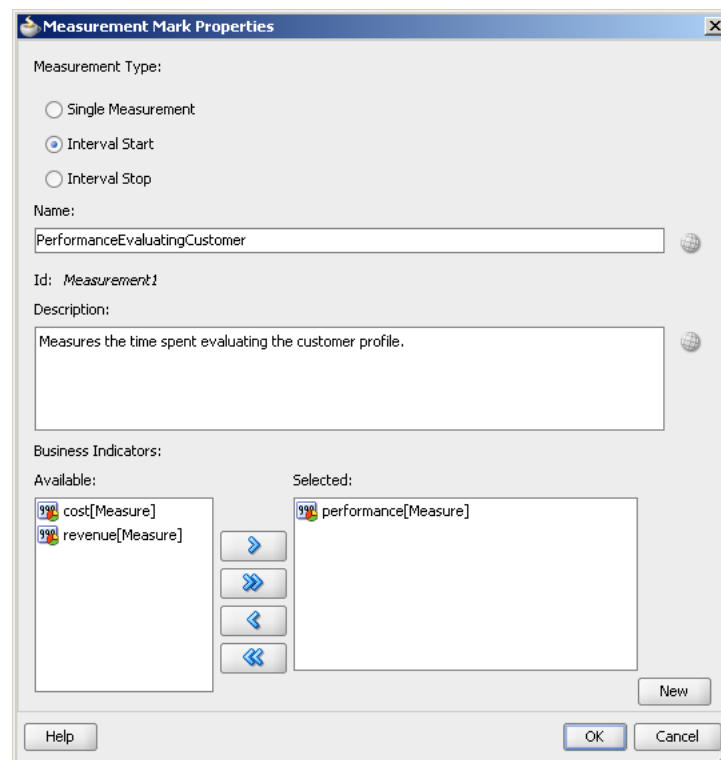 Measurement Mark Properties
Measurement Type:
Single Measurement
Interval Start
Interval Stop
Name:
PerformanceEvaluatingCustomer
Id: Measurement1
Description:
Measures the time spent evaluating the customer profile.
Business Indicators:
Available:
Selected:
cost[Measure]
performance[Measure]
revenue[Measure]
New
Help
OK
Cancel